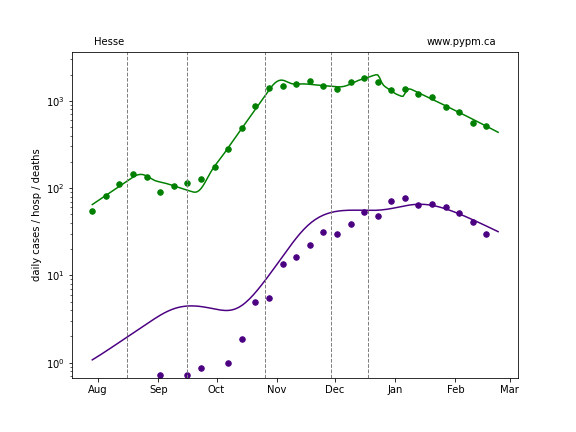 Hesse
www.pypm.ca
daily cases / hosp / deaths
10³
10²
10¹
10⁰
Aug Sep Oct Nov Dec Jan Feb Mar